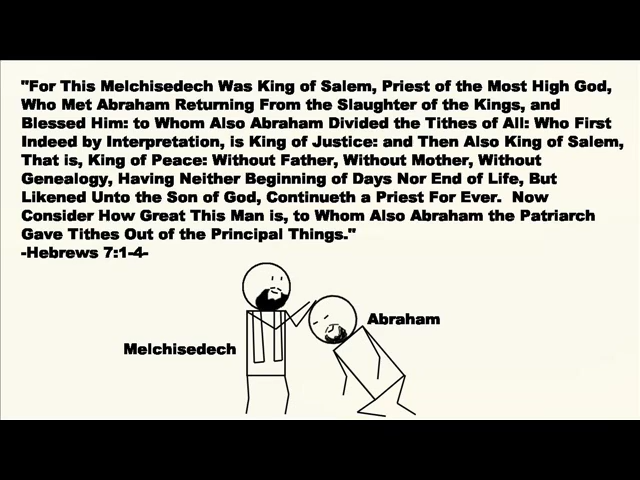 "For This Melchisedech Was King of Salem, Priest of the Most High God,
Who Met Abraham Returning From the Slaughter of the Kings, and
Blessed Him: to Whom Also Abraham Divided the Tithes of All: Who First
Indeed by Interpretation, is King of Justice: and Then Also King of Salem,
That is, King of Peace: Without Father, Without Mother, Without
Genealogy, Having Neither Beginning of Days Nor End of Life, But
Likened Unto the Son of God, Continueth a Priest For Ever.  Now
Consider How Great This Man is, to Whom Also Abraham the Patriarch
Gave Tithes Out of the Principal Things."
-Hebrews 7:1-4-
Abraham
Melchisedech